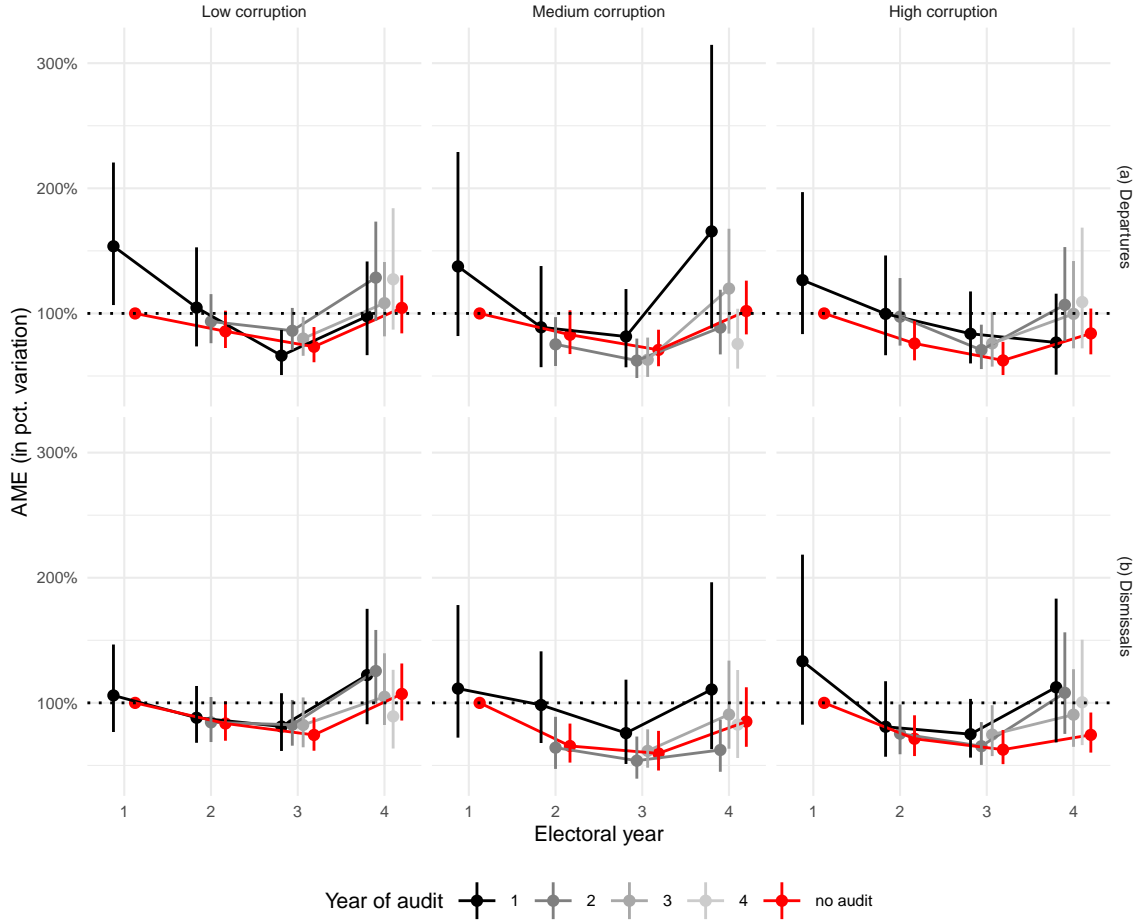 Low corruption
Medium corruption
High corruption
300%
200%
100%
(a) Departures
300%
200%
100%
(b) Dismissals
AME (in pct. variation)
1 2 3 4
1 2 3 4
1 2 3 4
Electoral year
Year of audit 1 2 3 4 no audit